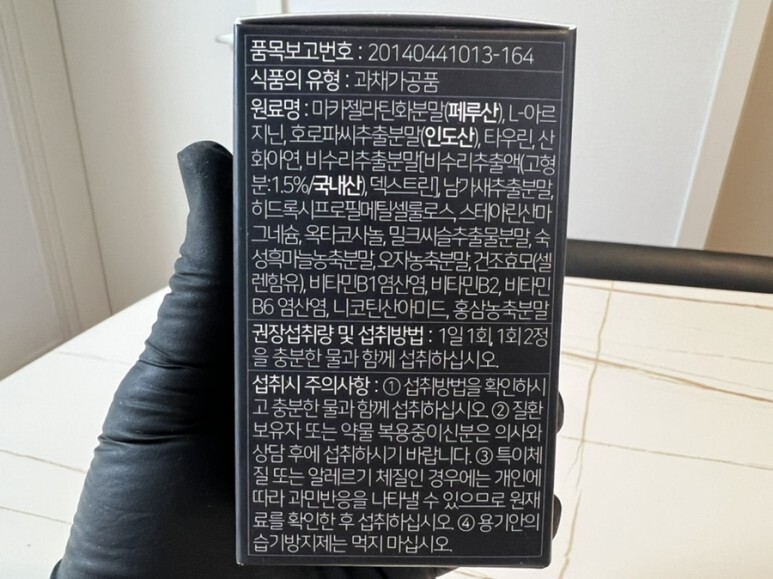 품목보고번호 : 20140441013-164
식품의 유형 : 과채가공품
원료명 : 마카젤라틴화분말(페루산), L-아르
지닌, 호로파씨추출분말(인도산), 타우린, 산
화아연, 비수리추출분말[비수리추출액(고형
분:1.5%/국내산), 덱스트린], 남가새추출분말,
히드록시프로필메틸셀룰로스, 스테아린산마
그네슘, 옥타코사놀, 밀크씨슬추출물분말, 숙
성흑마늘농축분말, 오자농축분말, 건조효모(셀
렌함유), 비타민B1염산염, 비타민B2, 비타민
B6 염산염, 니코틴산아미드, 홍삼농축분말
권장섭취량 및 섭취방법 : 1일 1회, 1회 2정
을 충분한 물과 함께 섭취하십시오.
섭취시 주의사항 : ① 섭취방법을 확인하시
고 충분한 물과 함께 섭취하십시오. ② 질환
보유자 또는 약물 복용중이신분은 의사와
상담 후에 섭취하시기 바랍니다. ③ 특이체
질 또는 알레르기 체질인 경우에는 개인에
따라 과민반응을 나타낼 수 있으므로 원재
료를 확인한 후 섭취하십시오. ④ 용기안의
습기방지제는 먹지 마십시오.